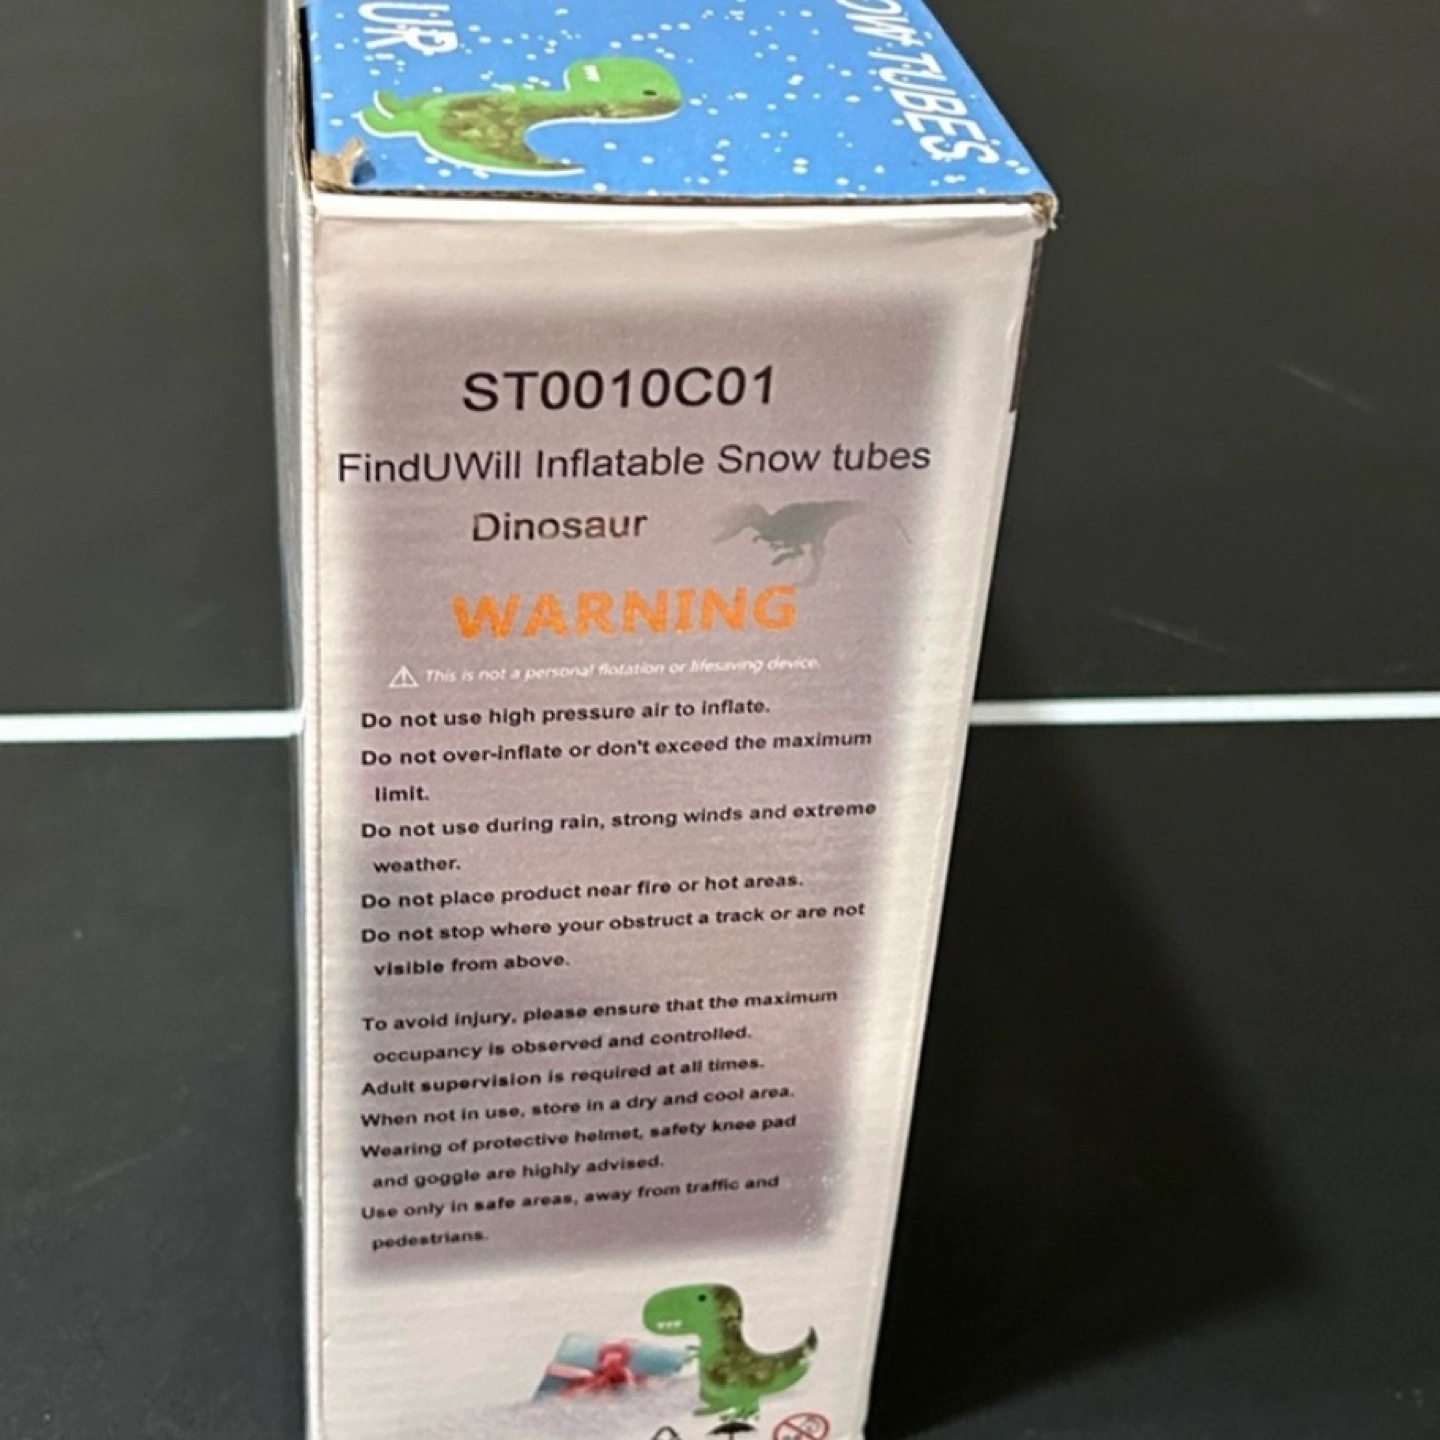 UR
OW TUBES
ST0010C01
FindUWill Inflatable Snow tubes
Dinosaur
WARNING
This is not a personal flotation or lifesaving device.
Do not use high pressure air to inflate.
Do not over-inflate or don't exceed the maximum
limit.
Do not use during rain, strong winds and extreme
weather.
Do not place product near fire or hot areas.
Do not stop where your obstruct a track or are not
visible from above.
To avoid injury, please ensure that the maximum
occupancy is observed and controlled.
Adult supervision is required at all times.
When not in use, store in a dry and cool area.
Wearing of protective helmet, safety knee pad
and goggle are highly advised.
Use only in safe areas, away from traffic and
pedestrians.